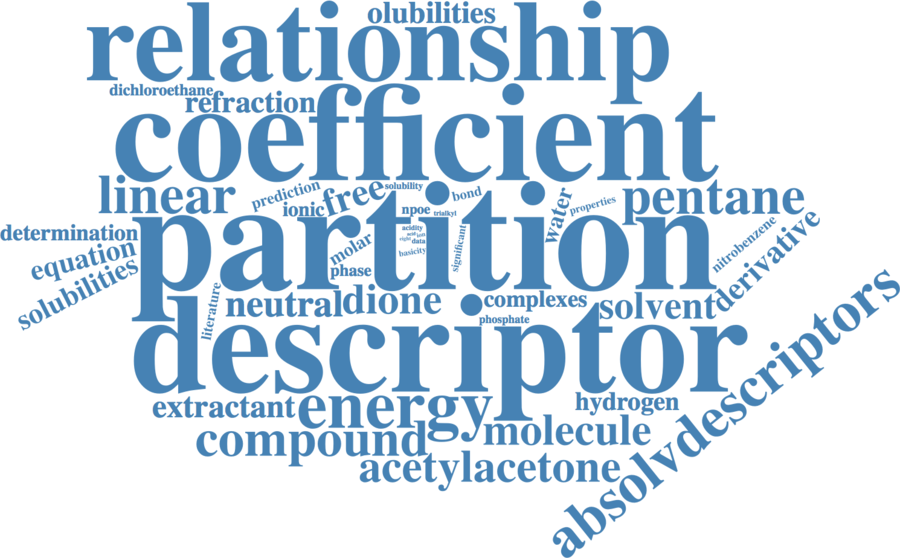 olubilities
relationship
dichloroethane
refraction
coefficient
linear
prediction
free
solubility
bond
ionic
npoe
trialkyl
water
properties
pentane
determination
partition
acidity
data
basicity
significant
molar
phase
nitrobenzene
derivative
equation
solubilities
literature
neutral
dione
complexes
solvent
phosphate
descriptor
absolvdescriptors
extractant
energy
hydrogen
compound
molecule
acetylacetone